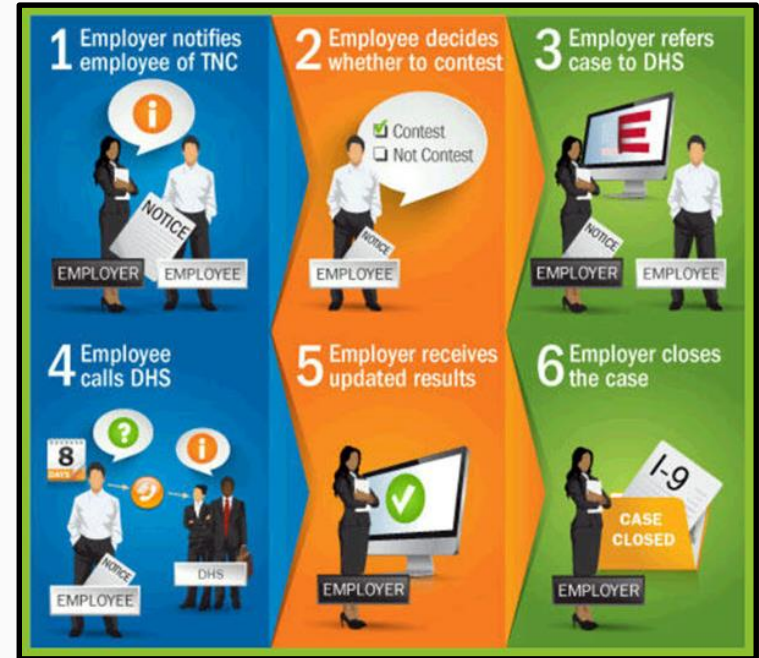 1 Employer notifies
employee of TNC
i
NOTICE
EMPLOYER
EMPLOYEE
2 Employee decides
whether to contest
Contest
Not Contest
NOTICE
EMPLOYEE
3 Employer refers
case to DHS
E
NOTICE
EMPLOYER
EMPLOYEE
4 Employee
calls DHS
8
DAYS
?
i
NOTICE
EMPLOYEE
DHS
5 Employer receives
updated results
EMPLOYER
6 Employer closes
the case
I-9
CASE
CLOSED
EMPLOYER